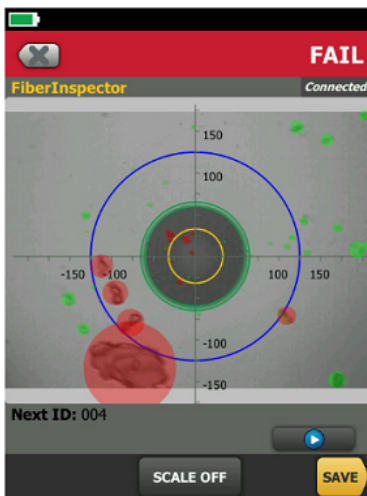 FAIL
FiberInspector
Connected
150
100
-150 -100 100 150
-100
-150
Next ID: 004
SCALE OFF
SAVE